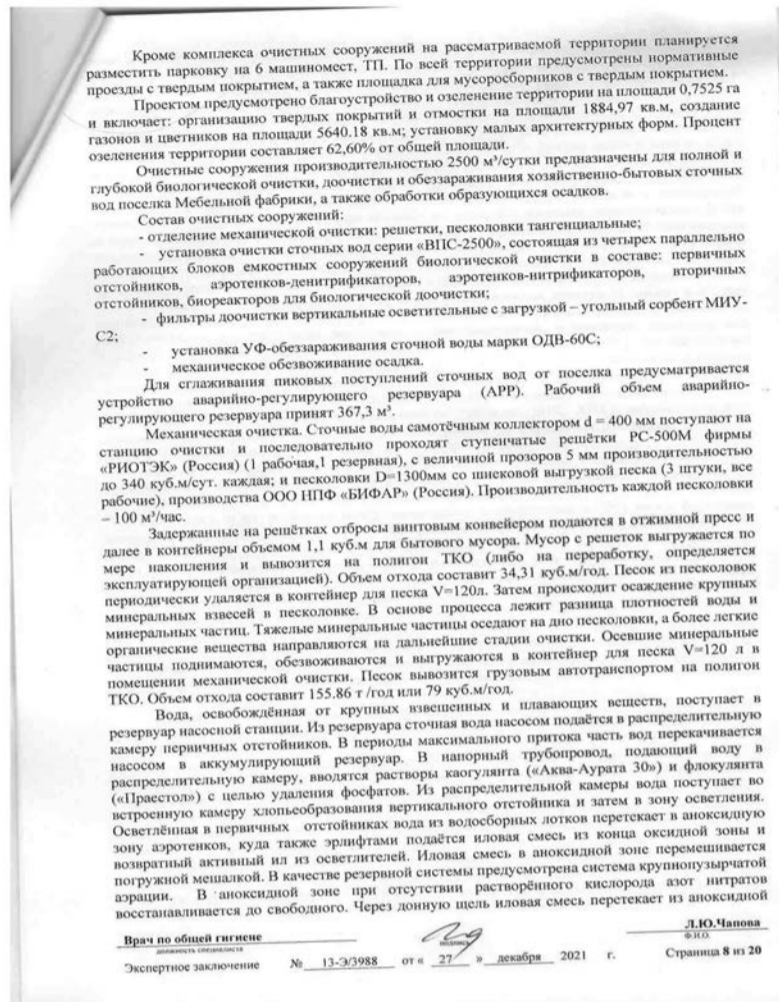 Кроме комплекса очистных сооружений на рассматриваемой территории планируется
разместить парковку на 6 машиномест, ТП. По всей территории предусмотрены нормативные
проезды с твердым покрытием, а также площадка для мусоросборников с твердым покрытием.
Проектом предусмотрено благоустройство и озеленение территории на площади 0,7525 га
и включает: организацию твердых покрытий и отмостки на площади 1884,97 кв.м, создание
газонов и цветников на площади 5640.18 кв.м; установку малых архитектурных форм. Процент
озеленения территории составляет 62,60% от общей площади.
Очистные сооружения производительностью 2500 м³/сутки предназначены для полной и
глубокой биологической очистки, доочистки и обеззараживания хозяйственно-бытовых сточных
вод поселка Мебельной фабрики, а также обработки образующихся осадков.
Состав очистных сооружений:
- отделение механической очистки: решетки, песколовки тангенциальные;
- установка очистки сточных вод серии «ВПС-2500», состоящая из четырех параллельно
работающих блоков емкостных сооружений биологической очистки в составе: первичных
отстойников, аэротенков-денитрификаторов, аэротенков-нитрификаторов, вторичных
отстойников, биореакторов для биологической доочистки;
- фильтры доочистки вертикальные осветительные с загрузкой – угольный сорбент МИУ-
С2;
- установка УФ-обеззараживания сточной воды марки ОДВ-60С;
- механическое обезвоживание осадка.
Для сглаживания пиковых поступлений сточных вод от поселка предусматривается
устройство аварийно-регулирующего резервуара (АРР). Рабочий объем аварийно-
регулирующего резервуара принят 367,3 м³.
Механическая очистка. Сточные воды самотёчным коллектором d = 400 мм поступают на
станцию очистки и последовательно проходят ступенчатые решётки РС-500М фирмы
«РИОТЭК» (Россия) (1 рабочая,1 резервная), с величиной прозоров 5 мм производительностью
до 340 куб.м/сут. каждая; и песколовки D=1300мм со шнековой выгрузкой песка (3 штуки, все
рабочие), производства ООО НПФ «БИФАР» (Россия). Производительность каждой песколовки
– 100 м³/час.
Задержанные на решётках отбросы винтовым конвейером подаются в отжимной пресс и
далее в контейнеры объемом 1,1 куб.м для бытового мусора. Мусор с решеток выгружается по
мере накопления и вывозится на полигон ТКО (либо на переработку, определяется
эксплуатирующей организацией). Объем отхода составит 34,31 куб.м/год. Песок из песколовок
периодически удаляется в контейнер для песка V=120л. Затем происходит осаждение крупных
минеральных взвесей в песколовке. В основе процесса лежит разница плотностей воды и
минеральных частиц. Тяжелые минеральные частицы оседают на дно песколовки, а более легкие
органические вещества направляются на дальнейшие стадии очистки. Осевшие минеральные
частицы поднимаются, обезвоживаются и выгружаются в контейнер для песка V=120 л в
помещении механической очистки. Песок вывозится грузовым автотранспортом на полигон
ТКО. Объем отхода составит 155.86 т /год или 79 куб.м/год.
Вода, освобождённая от крупных взвешенных и плавающих веществ, поступает в
резервуар насосной станции. Из резервуара сточная вода насосом подаётся в распределительную
камеру первичных отстойников. В периоды максимального притока часть вод перекачивается
насосом в аккумулирующий резервуар. В напорный трубопровод, подающий воду в
распределительную камеру, вводятся растворы каогулянта («Аква-Аурата 30») и флокулянта
(«Праестол») с целью удаления фосфатов. Из распределительной камеры вода поступает во
встроенную камеру хлопьеобразования вертикального отстойника и затем в зону осветления.
Осветлённая в первичных отстойниках вода из водосборных лотков перетекает в аноксидную
зону аэротенков, куда также эрлифтами подаётся иловая смесь из конца оксидной зоны и
возвратный активный ил из осветлителей. Иловая смесь в аноксидной зоне перемешивается
погружной мешалкой. В качестве резервной системы предусмотрена система крупнопузырчатой
аэрации. В аноксидной зоне при отсутствии растворённого кислорода азот нитратов
восстанавливается до свободного. Через донную щель иловая смесь перетекает из аноксидной
Врач по общей гигиене Л.Ю.Чапова
должность специалиста подпись Ф.И.О.
Экспертное заключение № 13-Э/3988 от « 27 » декабря 2021 г. Страница 8 из 20